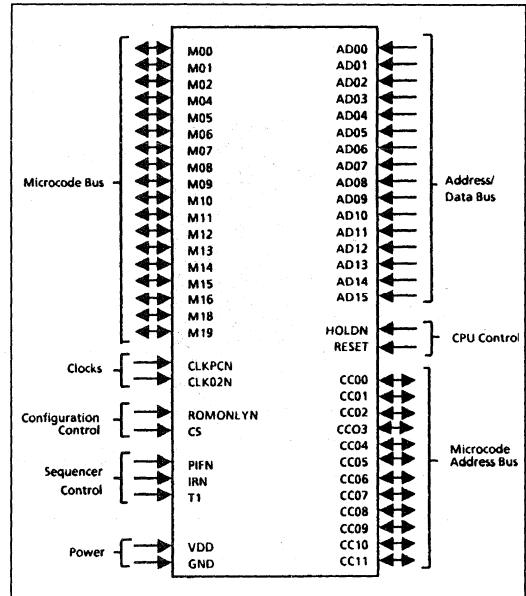 Microcode Bus
M00
M01
M02
M04
M05
M06
M07
M08
M09
M10
M11
M12
M13
M14
M15
M16
M18
M19
Clocks
CLKPCN
CLK02N
Configuration
Control
ROMONLYN
CS
Sequencer
Control
PIFN
IRN
T1
Power
VDD
GND
AD00
AD01
AD02
AD03
AD04
AD05
AD06
AD07
AD08
AD09
AD10
AD11
AD12
AD13
AD14
AD15
Address/
Data Bus
HOLDN
RESET
CPU Control
CC00
CC01
CC02
CCO3
CC04
CC05
CC06
CC07
CC08
CC09
CC10
CC11
Microcode
Address Bus